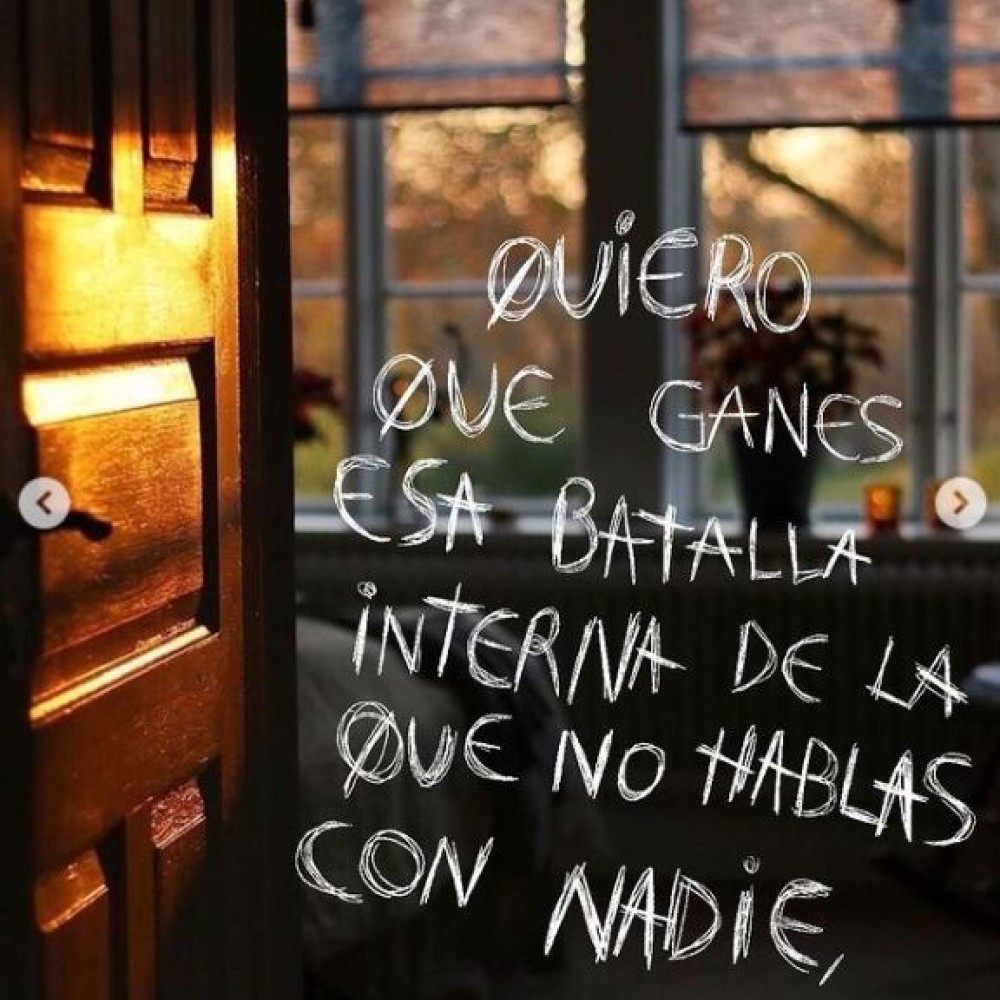 QUiERO
QUE GANES
ESA BATALLA
iNTERNA DE LA
QUE NO HABLAS
CON NADiE,